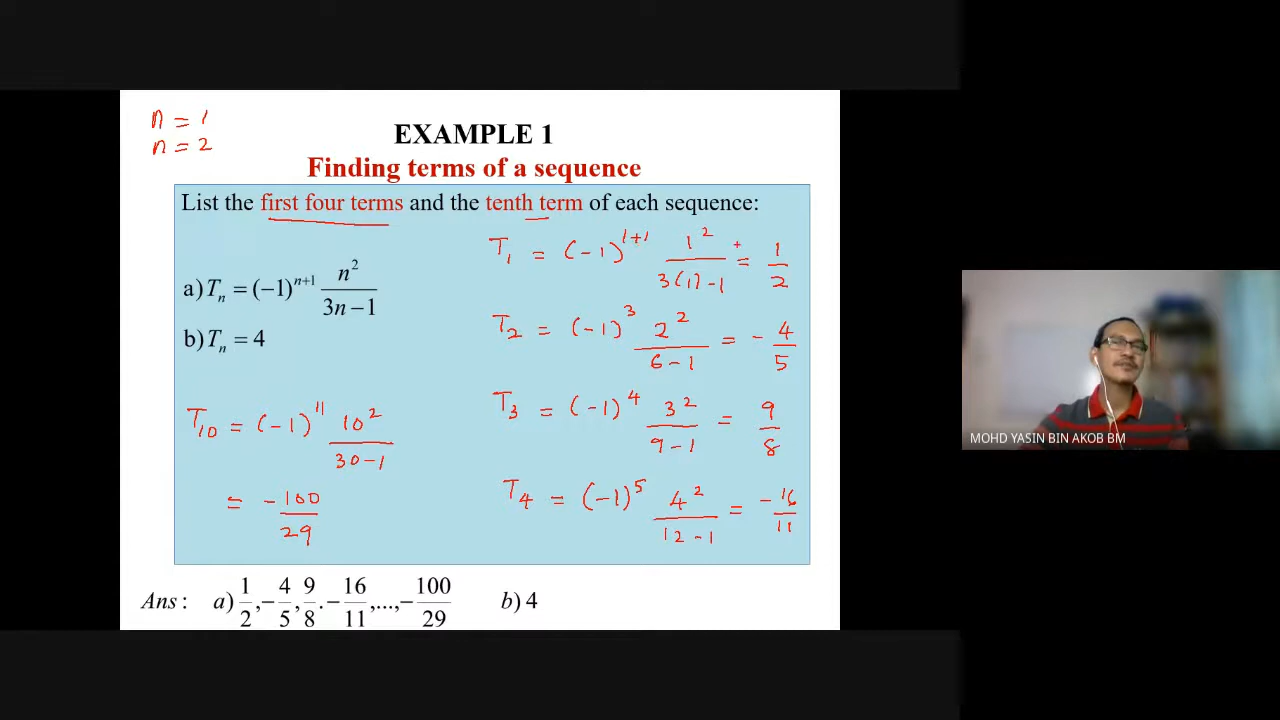 n = 1
n = 2
EXAMPLE 1
Finding terms of a sequence
List the first four terms and the tenth term of each sequence:
a) Tₙ = (−1)ⁿ⁺¹ n² / (3n − 1)
b) Tₙ = 4
T₁ = (−1)¹⁺¹ 1² / (3(1) − 1) =⁺ 1/2
T₂ = (−1)³ 2² / (6 − 1) = − 4/5
T₃ = (−1)⁴ 3² / (9 − 1) = 9/8
T₄ = (−1)⁵ 4² / (12 − 1) = −16/11
T₁₀ = (−1)¹¹ 10² / (30 − 1)
= −100/29
Ans : a) 1/2 ,− 4/5 , 9/8 .− 16/11 ,...,− 100/29 b) 4
MOHD YASIN BIN AKOB BM